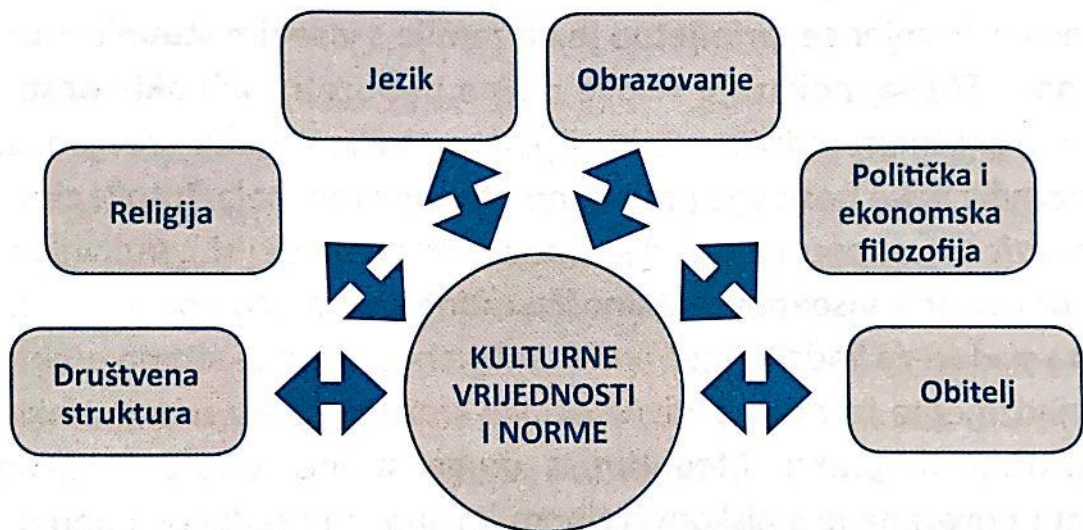 Jezik
Obrazovanje
Religija
Politička i
ekonomska
filozofija
Društvena
struktura
KULTURNE
VRIJEDNOSTI
I NORME
Obitelj